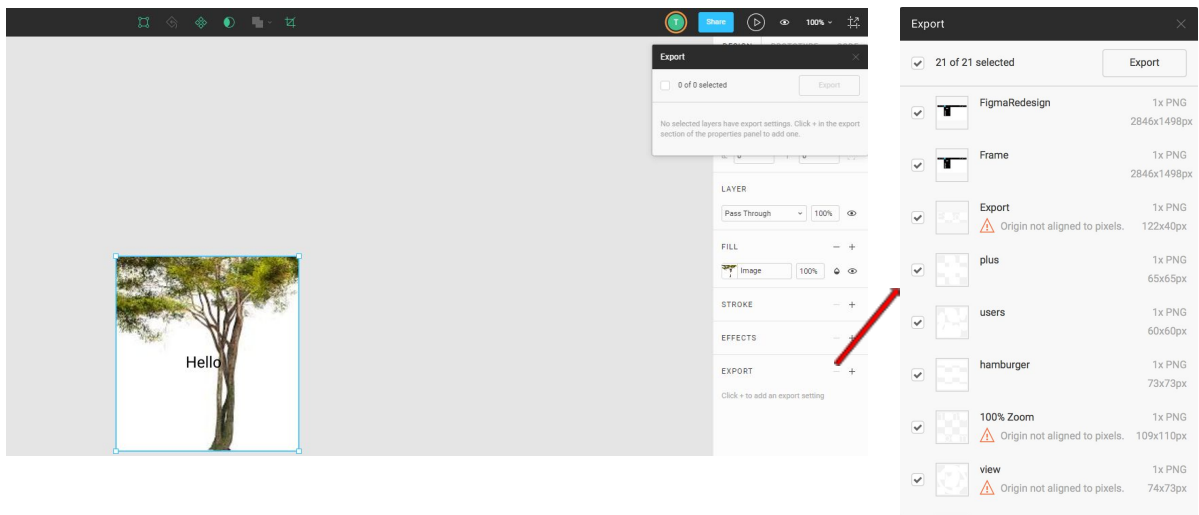 T
Share
100%
Export
0 of 0 selected
Export
No selected layers have export settings. Click + in the export
section of the properties panel to add one.
LAYER
Pass Through
100%
FILL
Image
100%
STROKE
EFFECTS
EXPORT
Click + to add an export setting
Hello
Export
21 of 21 selected
Export
FigmaRedesign
1x PNG
2846x1498px
Frame
1x PNG
2846x1498px
Export
1x PNG
Origin not aligned to pixels.
122x40px
plus
1x PNG
65x65px
users
1x PNG
60x60px
hamburger
1x PNG
73x73px
100% Zoom
1x PNG
Origin not aligned to pixels.
109x110px
view
1x PNG
Origin not aligned to pixels.
74x73px